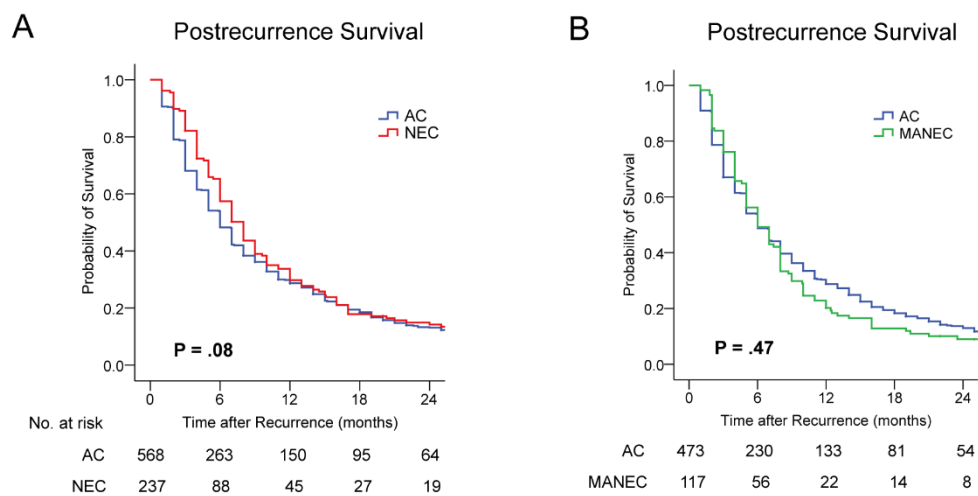 A
Postrecurrence Survival
1.0
0.8
0.6
0.4
0.2
0.0
Probability of Survival
AC
NEC
P = .08
0 6 12 18 24
Time after Recurrence (months)
No. at risk
AC 568 263 150 95 64
NEC 237 88 45 27 19
B
Postrecurrence Survival
1.0
0.8
0.6
0.4
0.2
0.0
Probability of Survival
AC
MANEC
P = .47
0 6 12 18 24
Time after Recurrence (months)
AC 473 230 133 81 54
MANEC 117 56 22 14 8